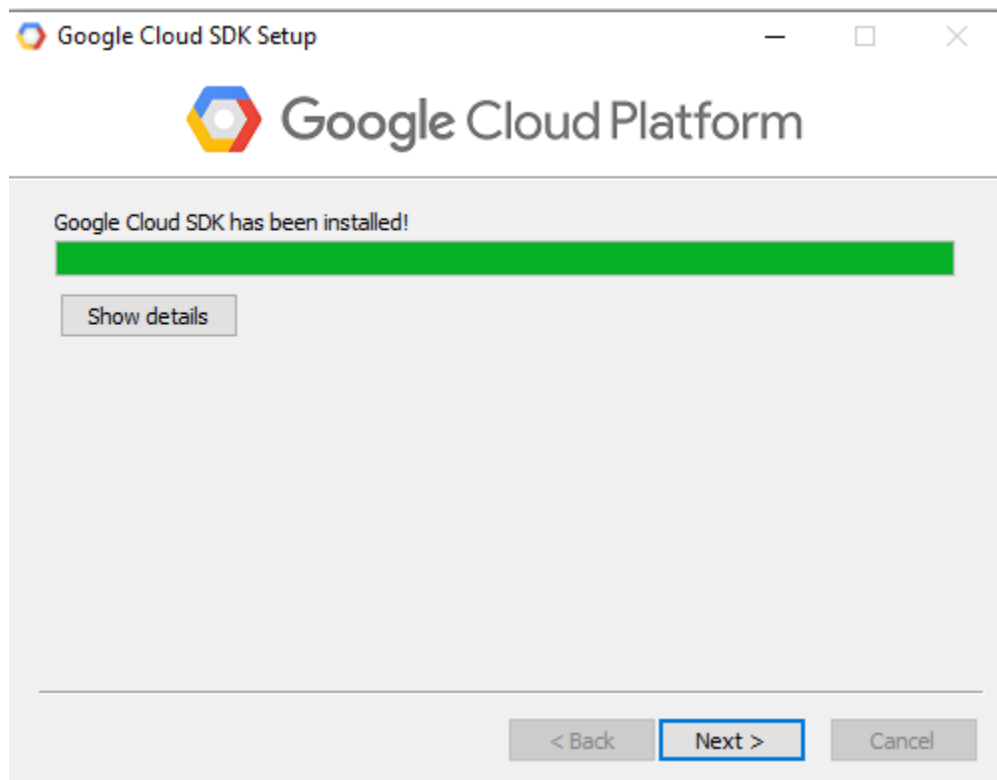 Google Cloud SDK Setup
Google Cloud Platform
Google Cloud SDK has been installed!
Show details
< Back Next > Cancel